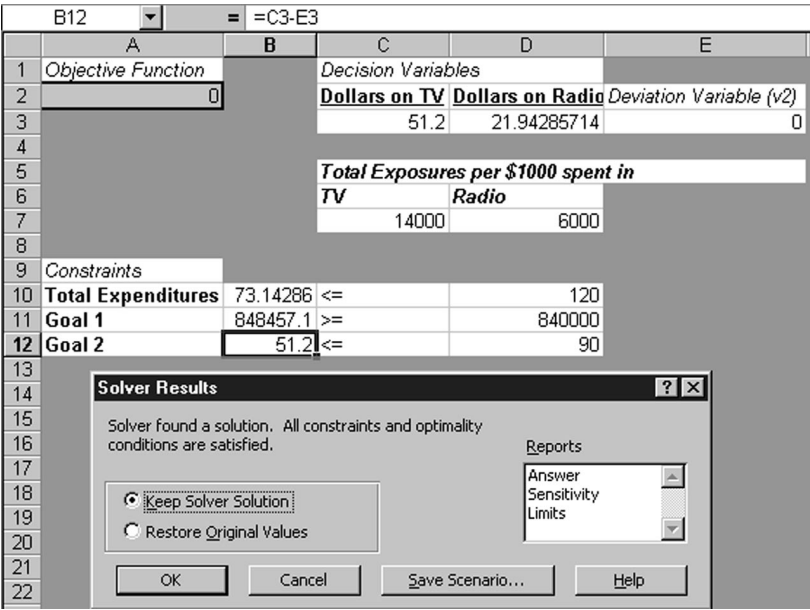 B12 = =C3-E3
A B C D E
1 Objective Function Decision Variables
2 0 Dollars on TV Dollars on Radio Deviation Variable (v2)
3 51.2 21.94285714 0
4
5 Total Exposures per $1000 spent in
6 TV Radio
7 14000 6000
8
9 Constraints
10 Total Expenditures 73.14286 <= 120
11 Goal 1 848457.1 >= 840000
12 Goal 2 51.2 <= 90
13
14 Solver Results
15 Solver found a solution. All constraints and optimality
16 conditions are satisfied. Reports
17 Answer
18 Keep Solver Solution Sensitivity
19 Limits
20 Restore Original Values
21 OK Cancel Save Scenario... Help
22